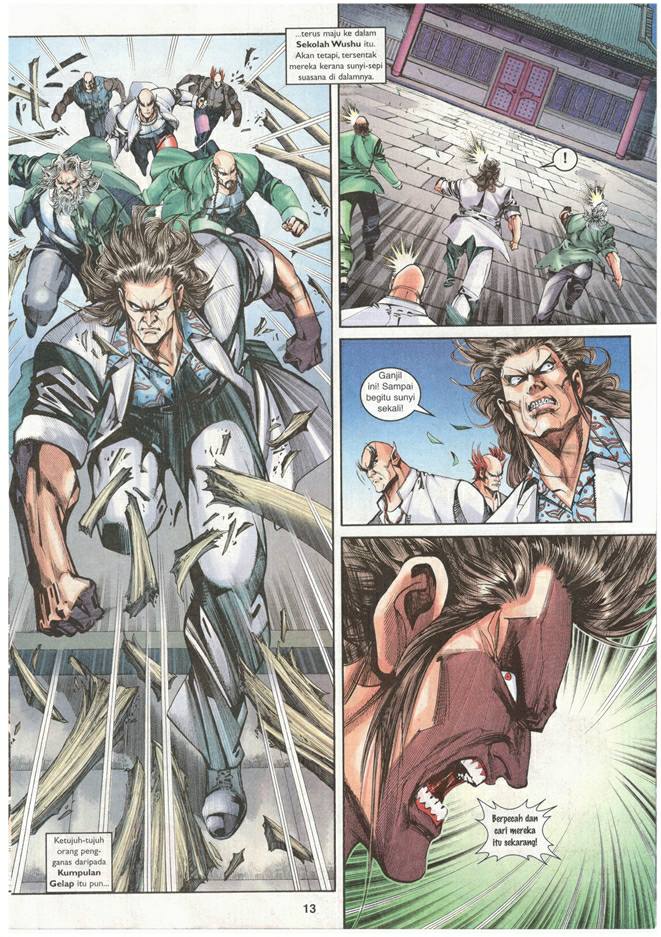 Ketujuh-tujuh
orang peng-
ganas daripada
Kumpulan
Gelap itu pun...
...terus maju ke dalam
Sekolah Wushu itu.
Akan tetapi, tersentak
mereka kerana sunyi-sepi
suasana di dalamnya.
!
Ganjil
ini! Sampai
begitu sunyi
sekali!
Berpecah dan
cari mereka
itu sekarang!
13